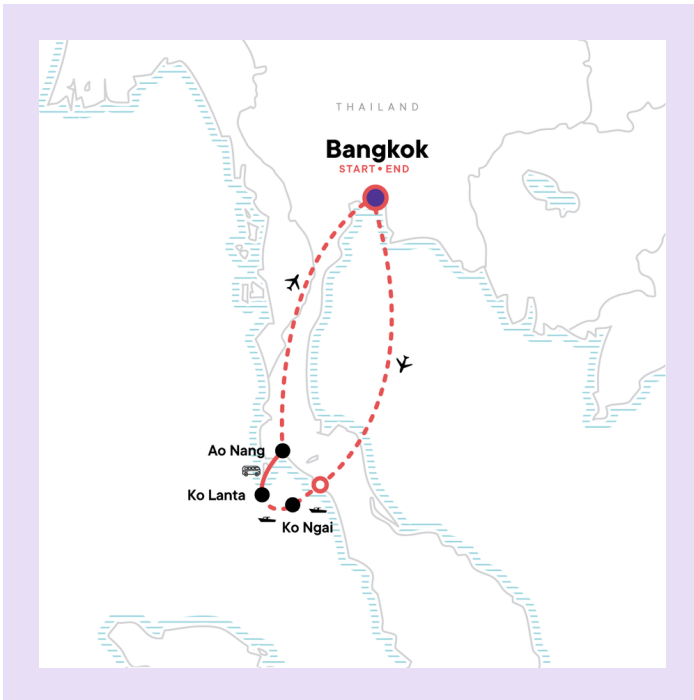 THAILAND
Bangkok
START • END
Ao Nang
Ko Lanta
Ko Ngai